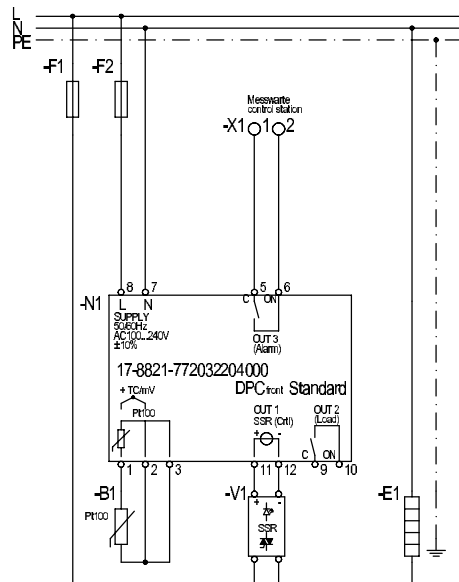 L
N
PE
-F1
-F2
Messwarte
control station
-X1 1 2
8 7 5 6
-N1
L N C ON
SUPPLY
50/60Hz
AC100...240V
±10%
OUT 3
(Alarm)
17-8821-772032204000
DPCfront Standard
+ TC/mV
Pt100
OUT 1
SSR (Crtl)
OUT 2
(Load)
+ -
C ON
1 2 3 11 12 9 10
-B1
-V1
-E1
+ -
Pt100
SSR